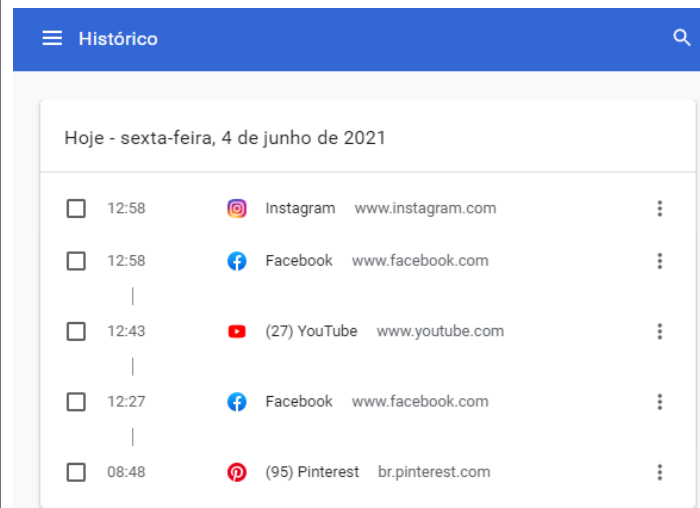 Histórico
Hoje - sexta-feira, 4 de junho de 2021
12:58 Instagram www.instagram.com
12:58 Facebook www.facebook.com
12:43 (27) YouTube www.youtube.com
12:27 Facebook www.facebook.com
08:48 (95) Pinterest br.pinterest.com